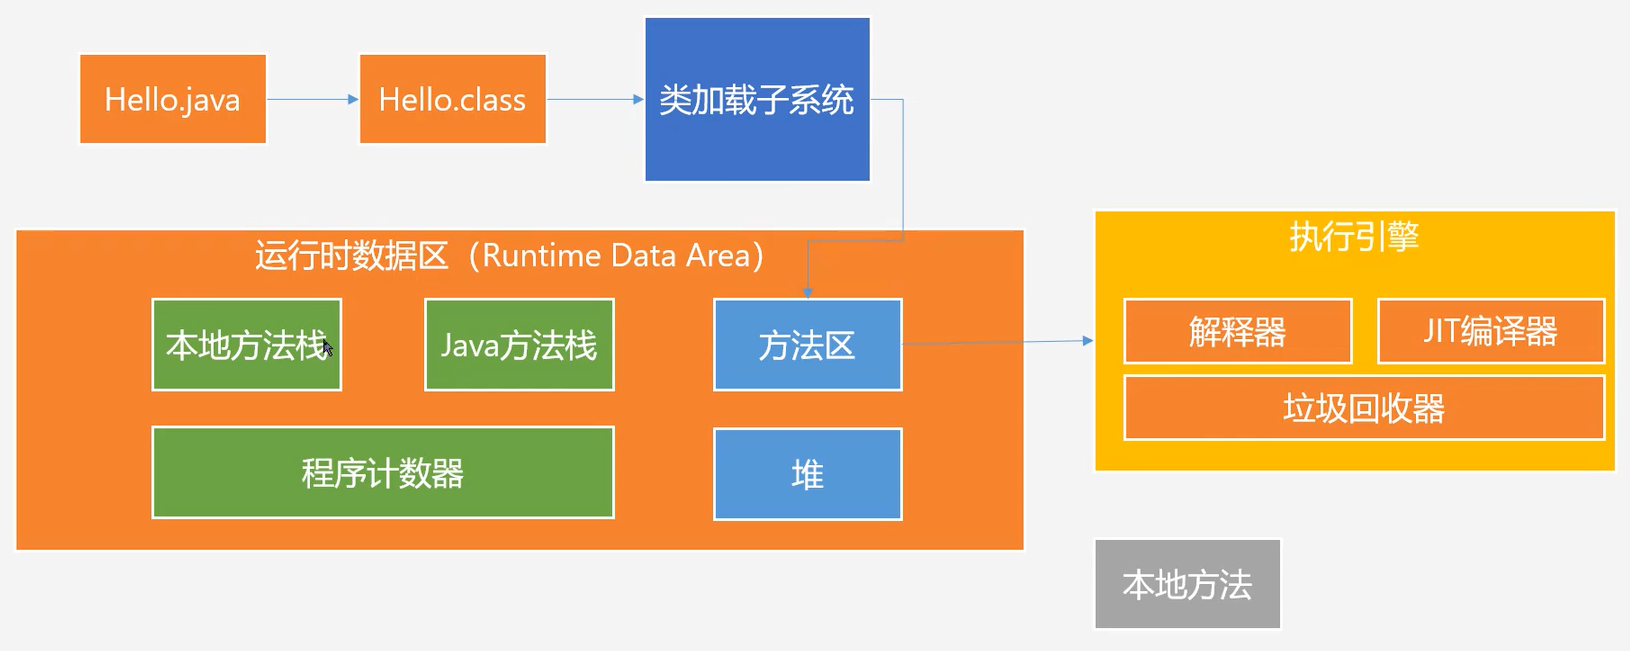 Hello.java
Hello.class
类加载子系统
运行时数据区（Runtime Data Area）
本地方法栈
Java方法栈
方法区
程序计数器
堆
执行引擎
解释器
JIT编译器
垃圾回收器
本地方法